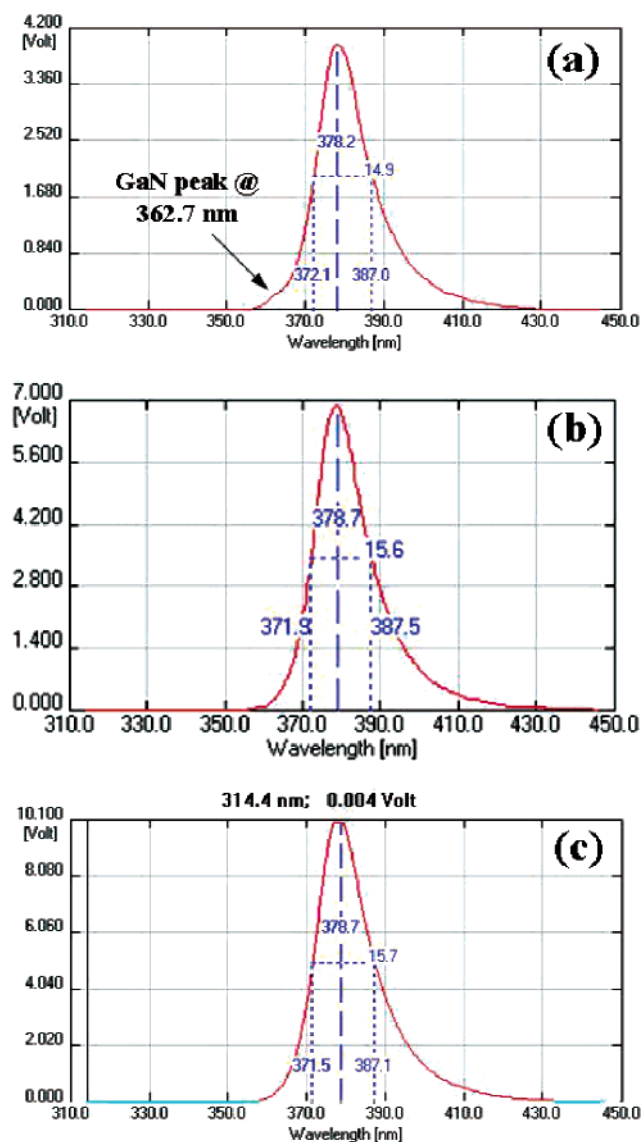 4.200
[Volt]
(a)
3.360
2.520
378.2
14.9
GaN peak @
362.7 nm
1.680
0.840
372.1 387.0
0.000
310.0 330.0 350.0 370.0 390.0 410.0 430.0 450.0
Wavelength [nm]
7.000
[Volt]
(b)
5.600
4.200
378.7
15.6
2.800
371.9 387.5
1.400
0.000
310.0 330.0 350.0 370.0 390.0 410.0 430.0 450.0
Wavelength [nm]
314.4 nm; 0.004 Volt
10.100
[Volt]
(c)
8.080
6.060
378.7
15.7
4.040
2.020
371.5 387.1
0.000
310.0 330.0 350.0 370.0 390.0 410.0 430.0 450.0
Wavelength [nm]